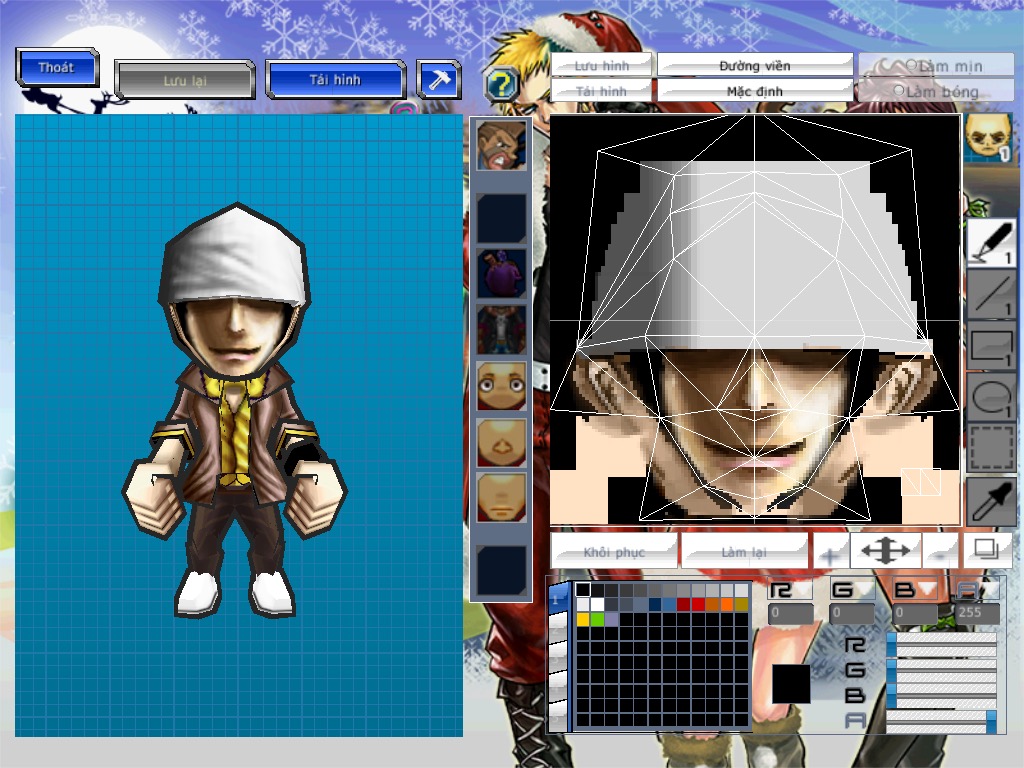 Thoát
Lưu lại
Tải hình
?
Lưu hình
Đường viền
Làm mịn
Tải hình
Mặc định
Làm bóng
1
1
1
1
1
Khôi phục
Làm lại
1
R G B A
0 0 0 255
R
G
B
A